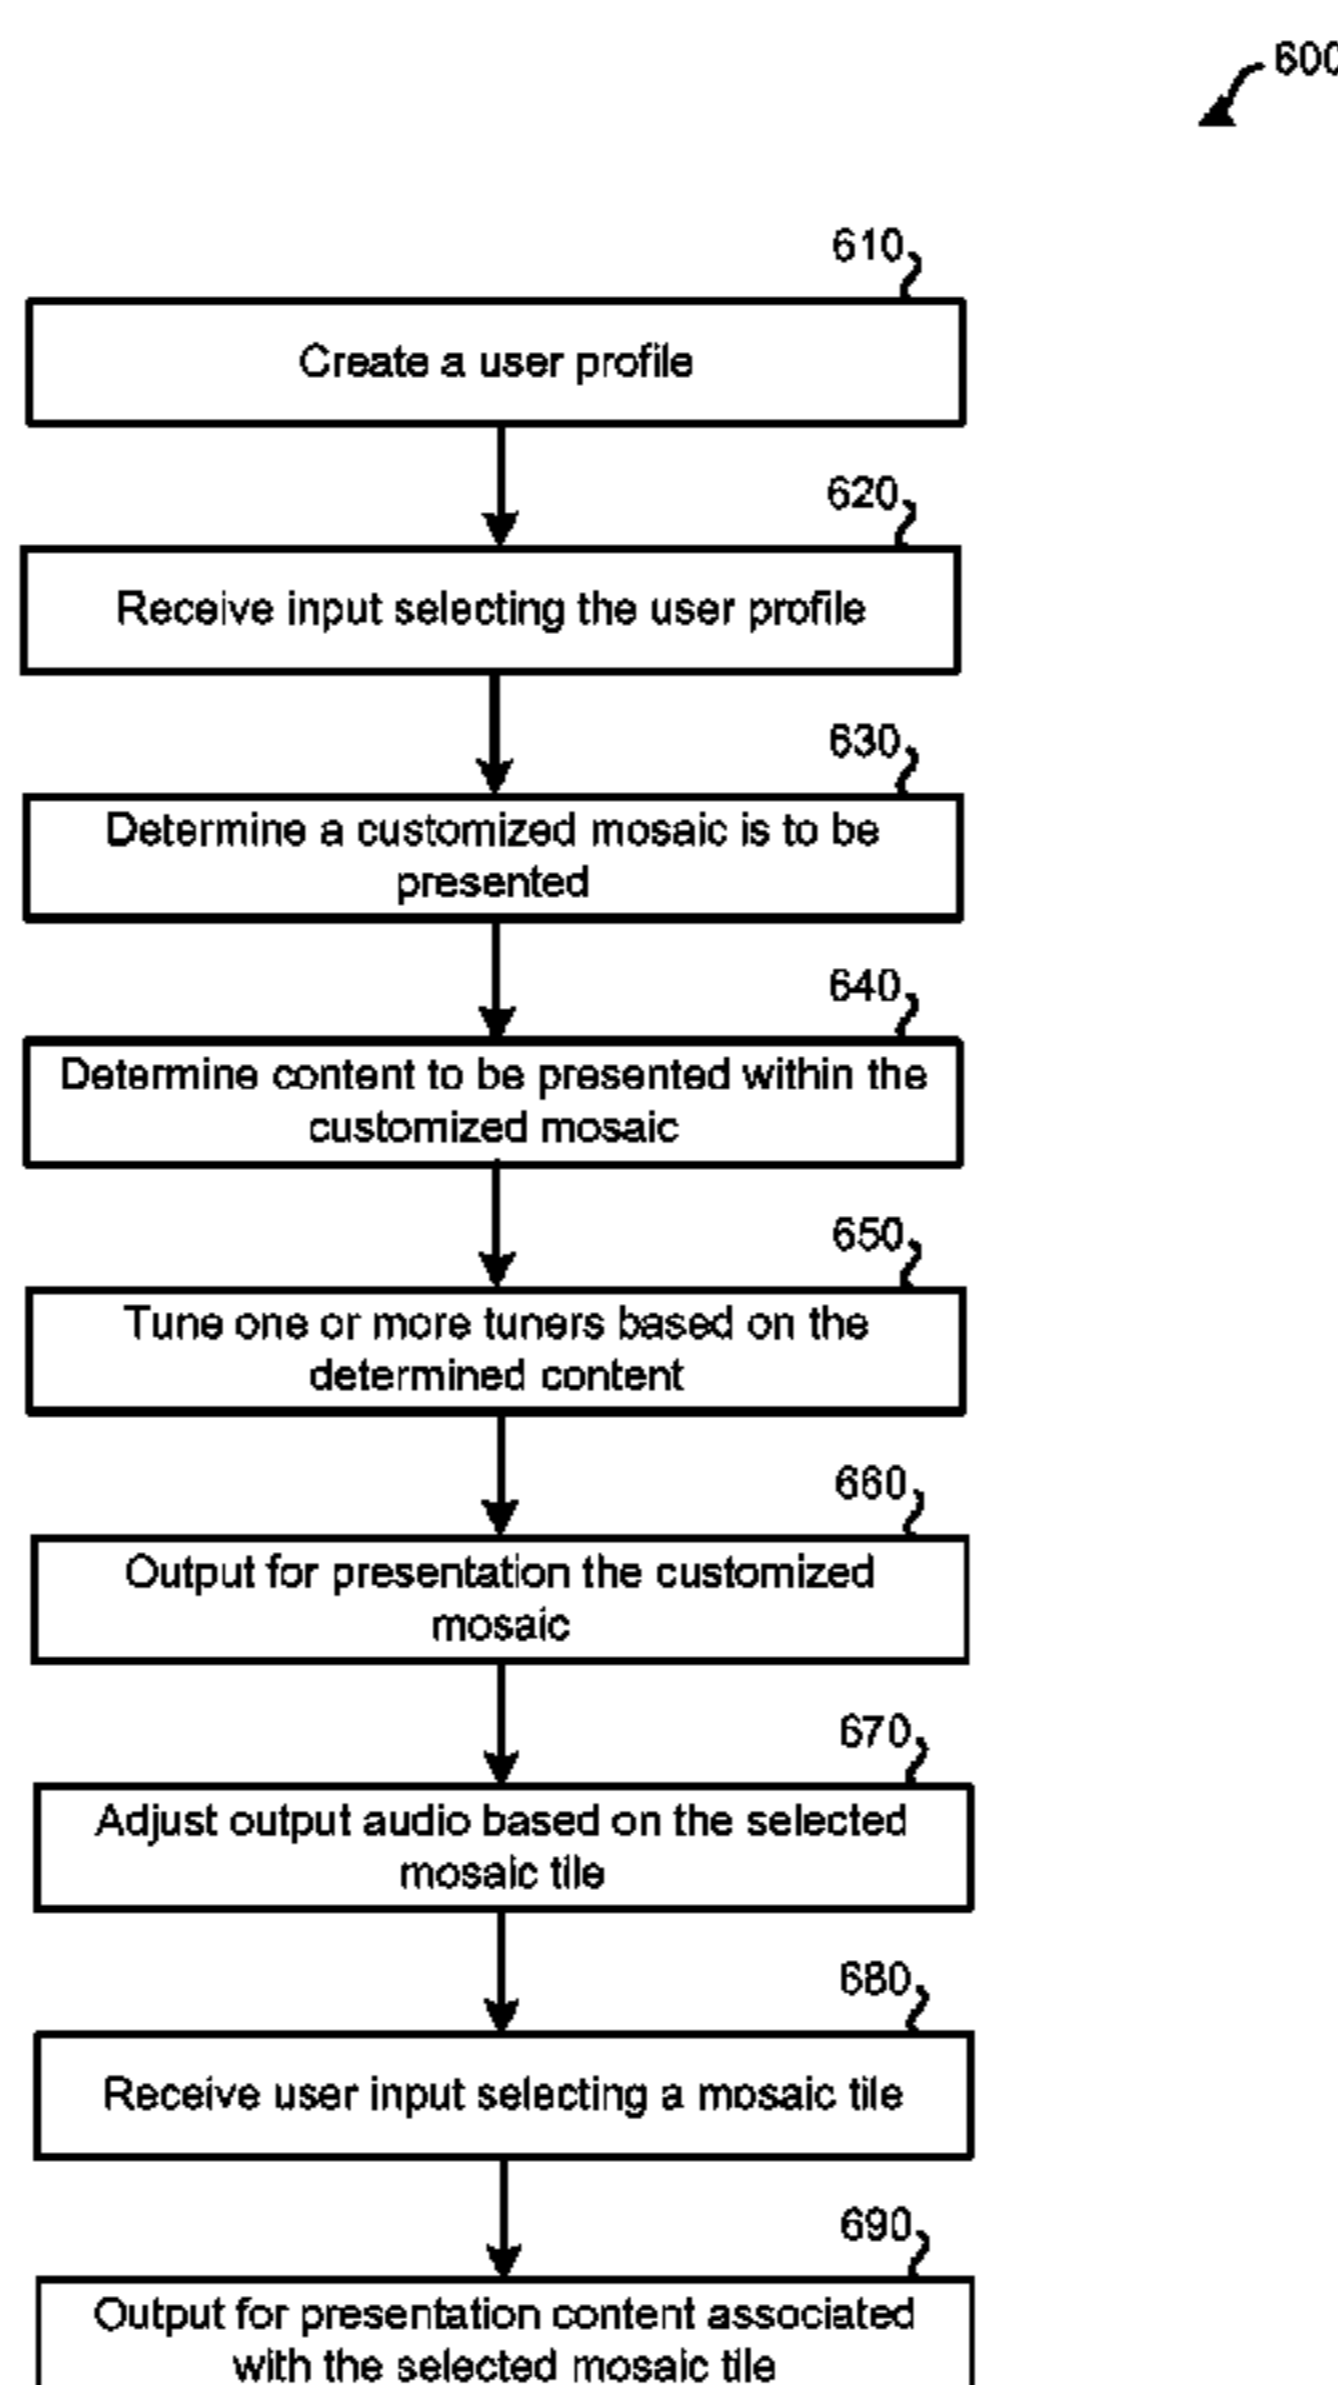 600
610
Create a user profile
620
Receive input selecting the user profile
630
Determine a customized mosaic is to be
presented
640
Determine content to be presented within the
customized mosaic
650
Tune one or more tuners based on the
determined content
660
Output for presentation the customized
mosaic
670
Adjust output audio based on the selected
mosaic tile
680
Receive user input selecting a mosaic tile
690
Output for presentation content associated
with the selected mosaic tile